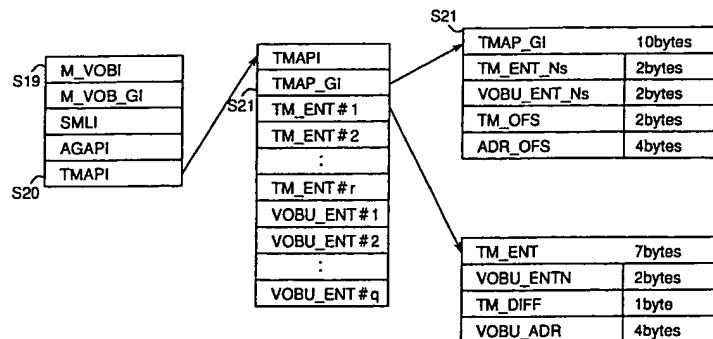 S19
M_VOBi
M_VOB_Gi
SMLI
AGAPI
TMAPI
S20
TMAPI
TMAP_Gi
S21
TM_ENT#1
TM_ENT#2
:
TM_ENT#r
VOBU_ENT#1
VOBU_ENT#2
:
VOBU_ENT#q
S21
TMAP_Gi 10bytes
TM_ENT_Ns 2bytes
VOBU_ENT_Ns 2bytes
TM_OFS 2bytes
ADR_OFS 4bytes
TM_ENT 7bytes
VOBU_ENTN 2bytes
TM_DIFF 1byte
VOBU_ADR 4bytes